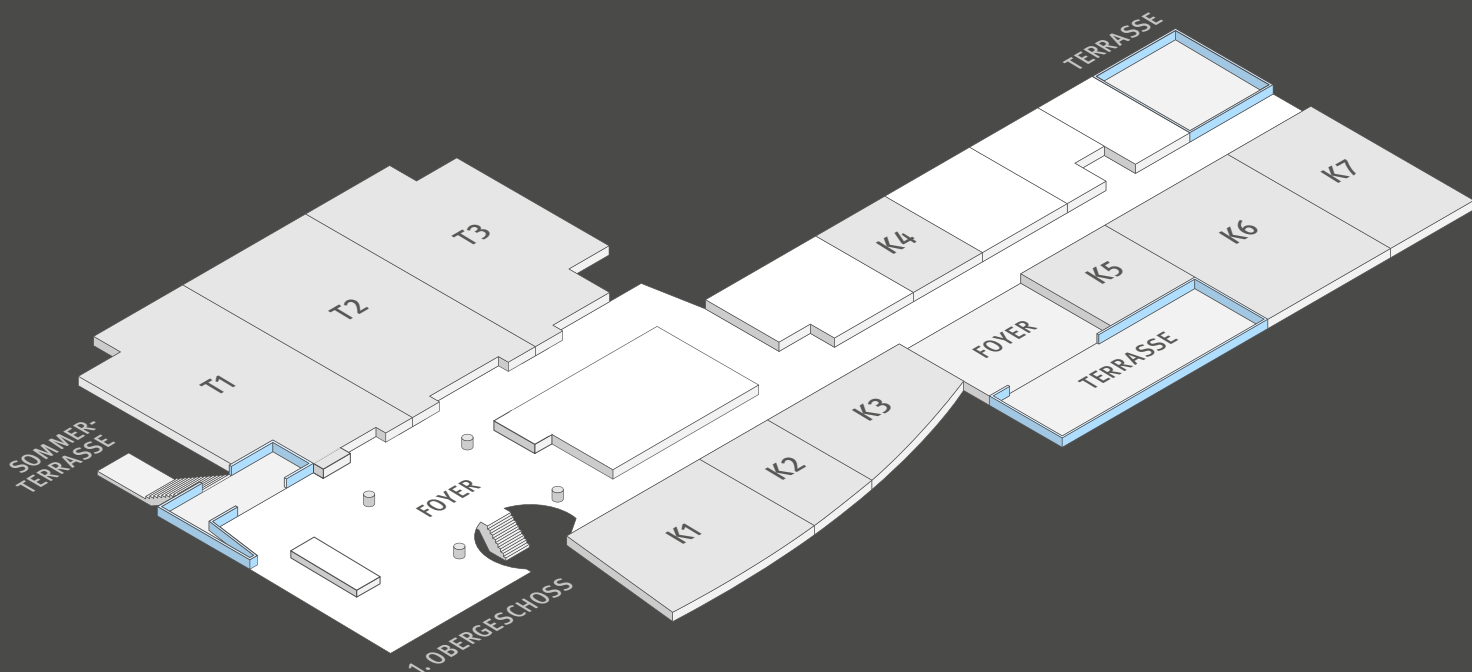 TERRASSE
K7
K6
K4
K5
T3
T2
T1
FOYER
TERRASSE
K3
K2
K1
SOMMER-
TERRASSE
FOYER
1. OBERGESCHOSS